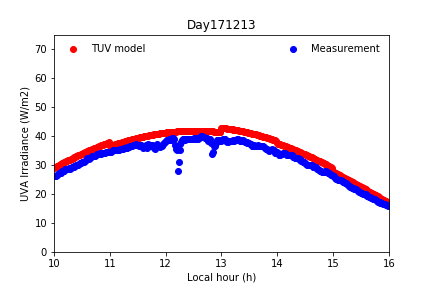 Day171213
TUV model
Measurement
UVA Irradiance (W/m2)
70
60
50
40
30
20
10
0
10 11 12 13 14 15 16
Local hour (h)